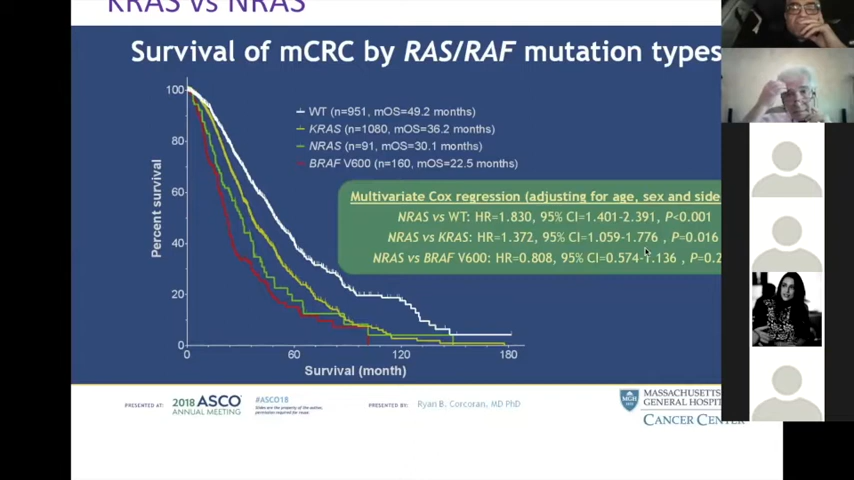 KRAS vs NRAS
Survival of mCRC by RAS/RAF mutation types
100
80
60
40
20
0
Percent survival
WT (n=951, mOS=49.2 months)
KRAS (n=1080, mOS=36.2 months)
NRAS (n=91, mOS=30.1 months)
BRAF V600 (n=160, mOS=22.5 months)
Multivariate Cox regression (adjusting for age, sex and side
NRAS vs WT: HR=1.830, 95% CI=1.401-2.391, P<0.001
NRAS vs KRAS: HR=1.372, 95% CI=1.059-1.776 , P=0.016
NRAS vs BRAF V600: HR=0.808, 95% CI=0.574-1.136 , P=0.2
0 60 120 180
Survival (month)
PRESENTED AT:
2018 ASCO
ANNUAL MEETING
#ASCO18
Slides are the property of the author,
permission required for reuse.
PRESENTED BY: Ryan B. Corcoran, MD PhD
MGH
1811
MASSACHUSETTS
GENERAL HOSPI
CANCER CENTER